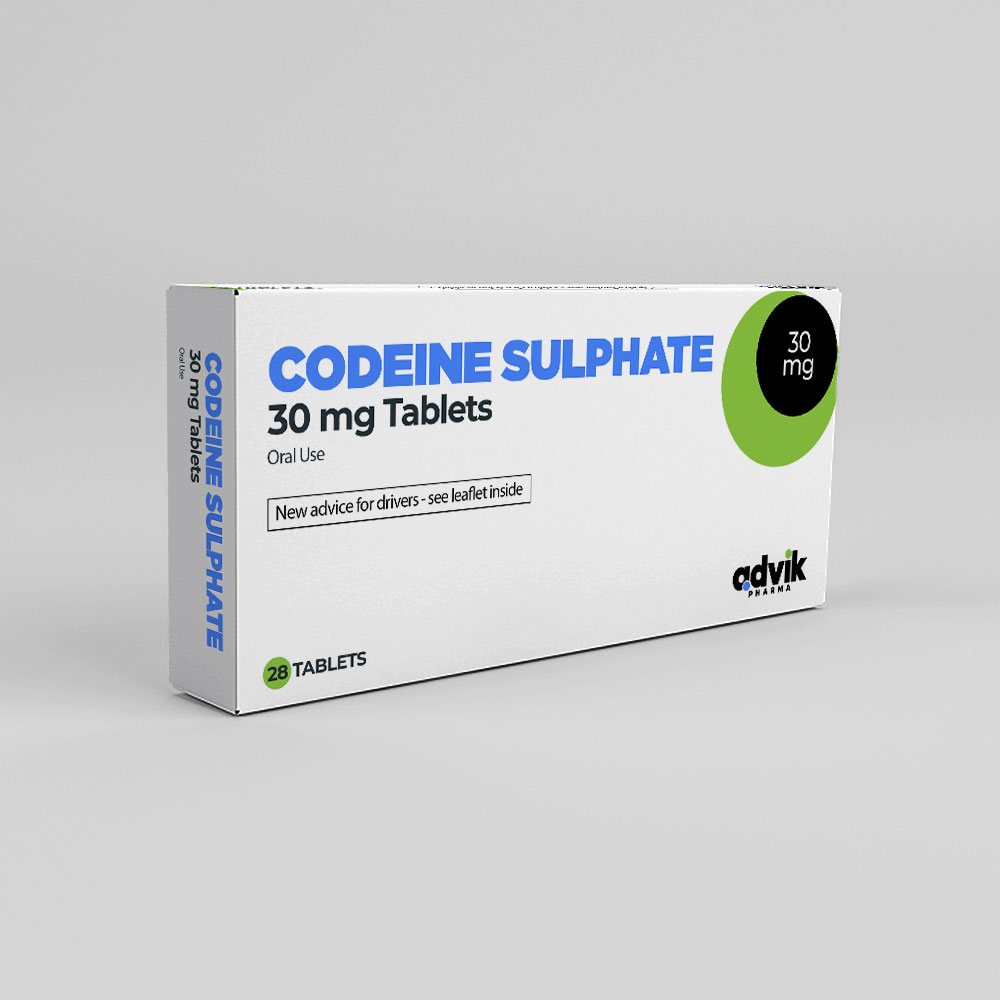 CODEINE SULPHATE
30 mg Tablets
Oral Use
CODEINE SULPHATE
30 mg Tablets
Oral Use
New advice for drivers - see leaflet inside
28 TABLETS
30
mg
advik
PHARMA